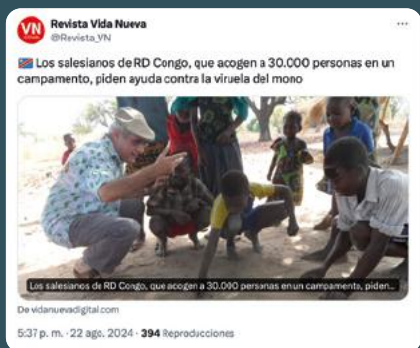 VN
Revista Vida Nueva
@Revista_VN
Los salesianos de RD Congo, que acogen a 30.000 personas en un
campamento, piden ayuda contra la viruela del mono
Los salesianos de RD Congo, que acogen a 30.000 personas en un campamento, piden...
De vidanuevadigital.com
5:37 p. m. · 22 ago. 2024 · 394 Reproducciones